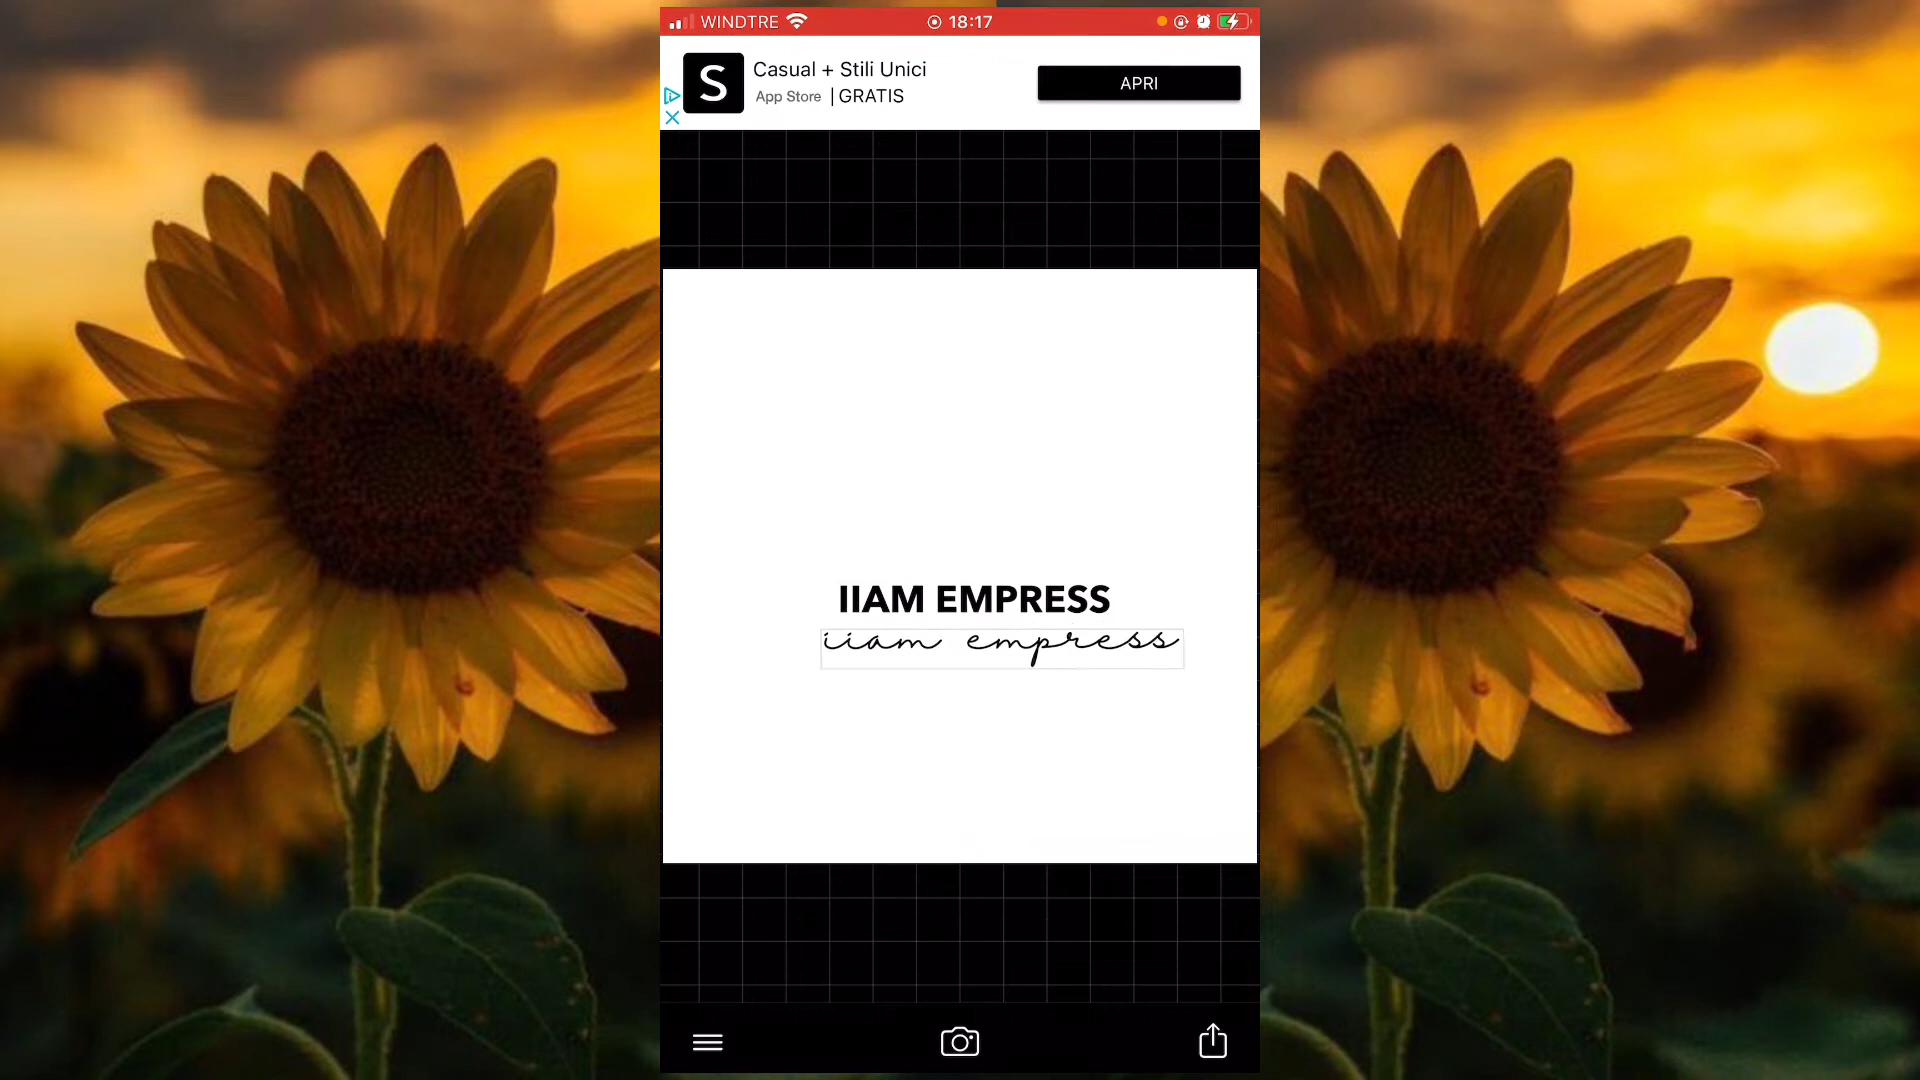 WINDTRE 18:17
S
Casual + Stili Unici
App Store | GRATIS
APRI
IIAM EMPRESS
iiam empress